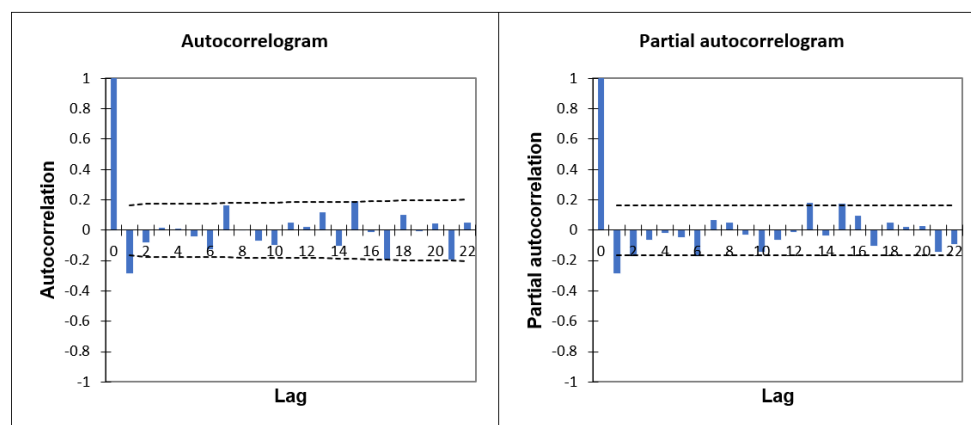 Autocorrelogram
1
0.8
0.6
0.4
0.2
0
-0.2
-0.4
-0.6
-0.8
-1
0 2 4 6 8 10 12 14 16 18 20 22
Autocorrelation
Lag
Partial autocorrelogram
1
0.8
0.6
0.4
0.2
0
-0.2
-0.4
-0.6
-0.8
-1
0 2 4 6 8 10 12 14 16 18 20 22
Partial autocorrelation
Lag